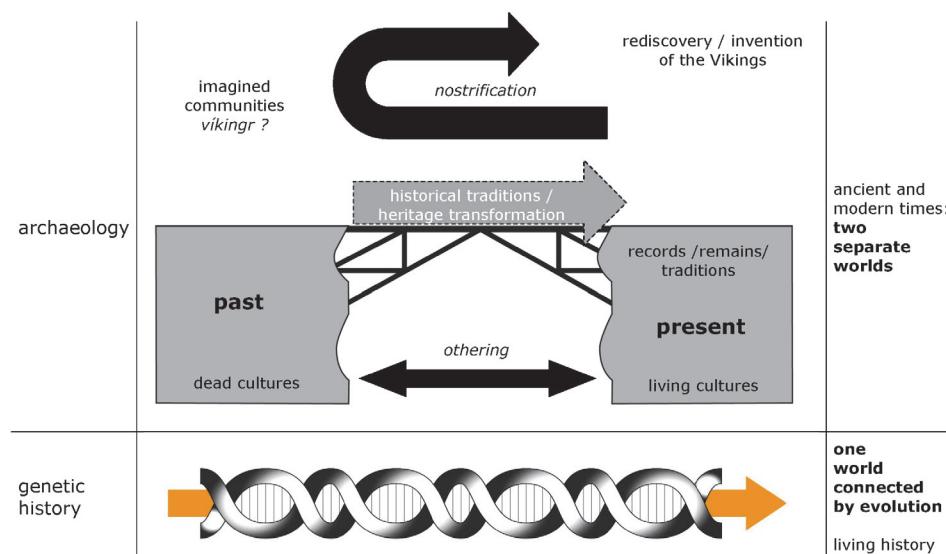 rediscovery / invention
of the Vikings
imagined
communities
víkingr ?
nostrification
historical traditions /
heritage transformation
archaeology
ancient and
modern times:
two
separate
worlds
records /remains/
traditions
past
present
othering
dead cultures
living cultures
genetic
history
one
world
connected
by evolution
living history